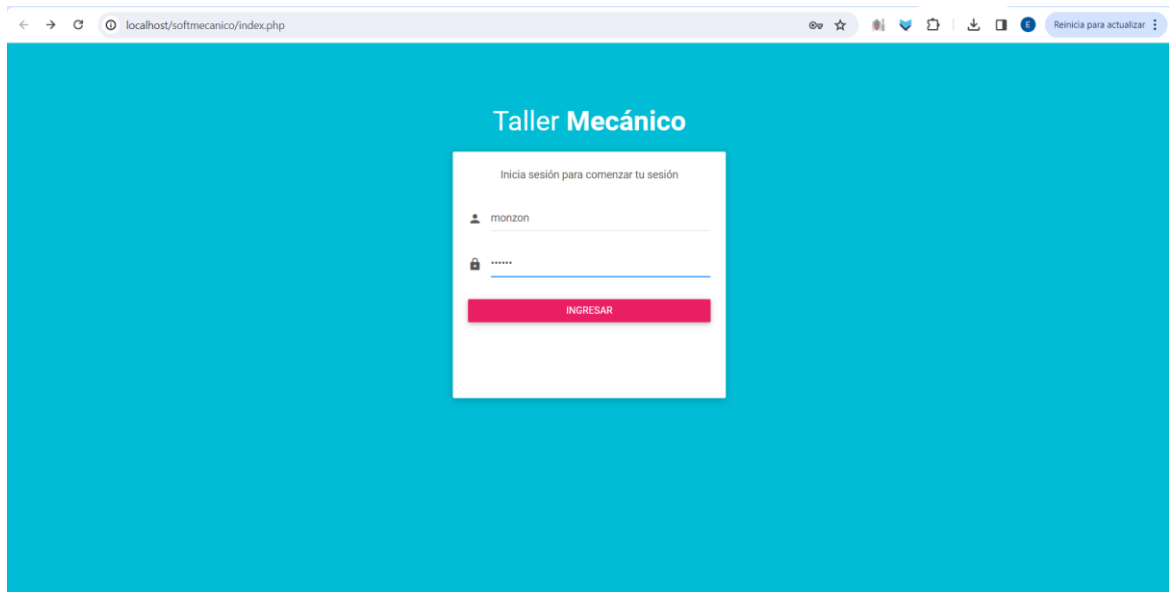 localhost/softmecanico/index.php
E
Reinicia para actualizar
Taller Mecánico
Inicia sesión para comenzar tu sesión
monzon
••••••
INGRESAR